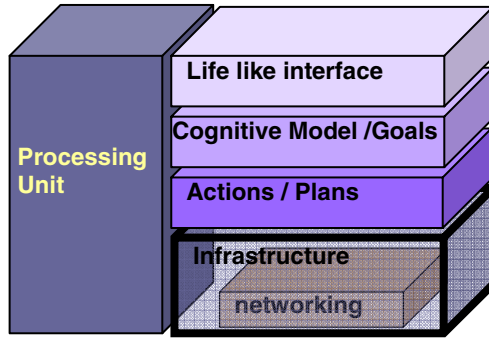 Processing
Unit
Life like interface
Cognitive Model /Goals
Actions / Plans
Infrastructure
networking